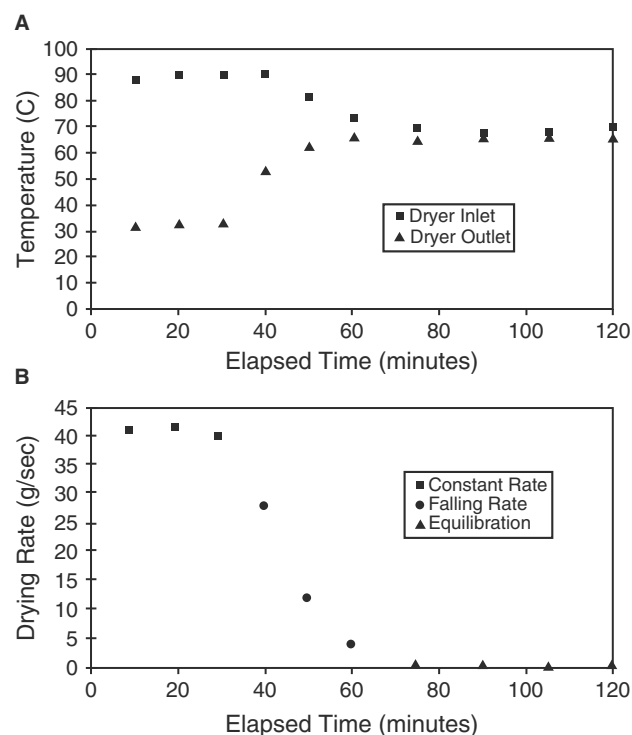 A
100
90
80
70
60
50
40
30
20
10
0
Temperature (C)
Dryer Inlet
Dryer Outlet
0 20 40 60 80 100 120
Elapsed Time (minutes)
B
45
40
35
30
25
20
15
10
5
0
Drying Rate (g/sec)
Constant Rate
Falling Rate
Equilibration
0 20 40 60 80 100 120
Elapsed Time (minutes)